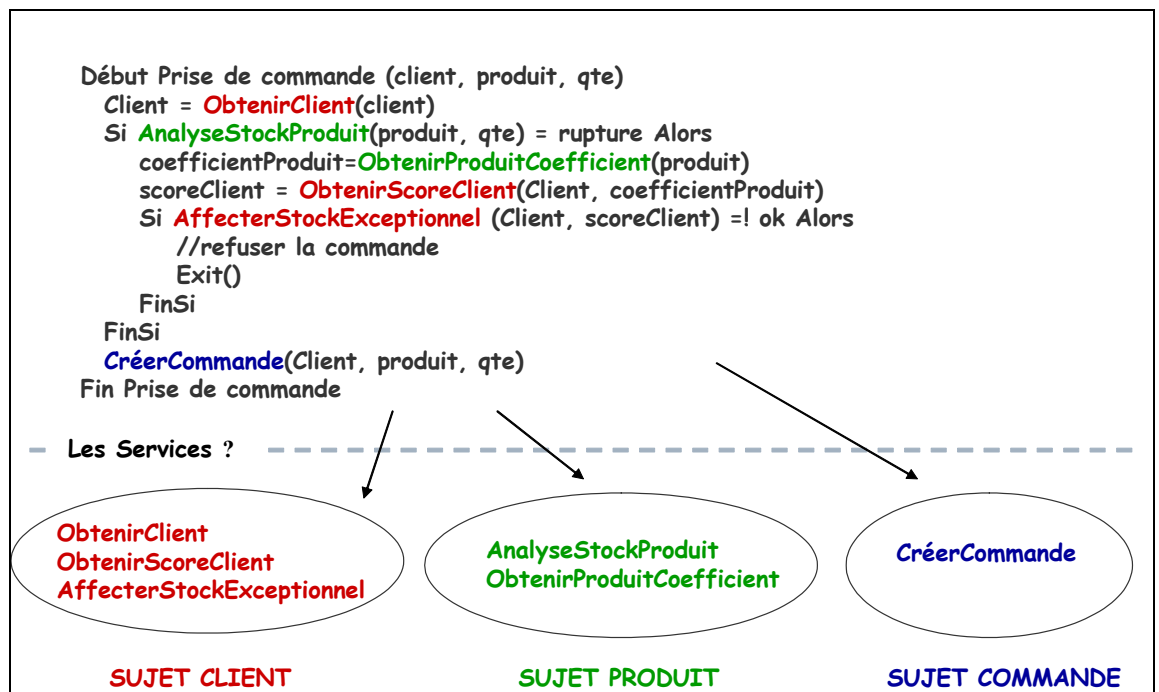 Début Prise de commande (client, produit, qte)
Client = ObtenirClient(client)
Si AnalyseStockProduit(produit, qte) = rupture Alors
coefficientProduit=ObtenirProduitCoefficient(produit)
scoreClient = ObtenirScoreClient(Client, coefficientProduit)
Si AffecterStockExceptionnel (Client, scoreClient) =! ok Alors
//refuser la commande
Exit()
FinSi
FinSi
CréerCommande(Client, produit, qte)
Fin Prise de commande
Les Services ?
ObtenirClient
ObtenirScoreClient
AffecterStockExceptionnel
AnalyseStockProduit
ObtenirProduitCoefficient
CréerCommande
SUJET CLIENT
SUJET PRODUIT
SUJET COMMANDE